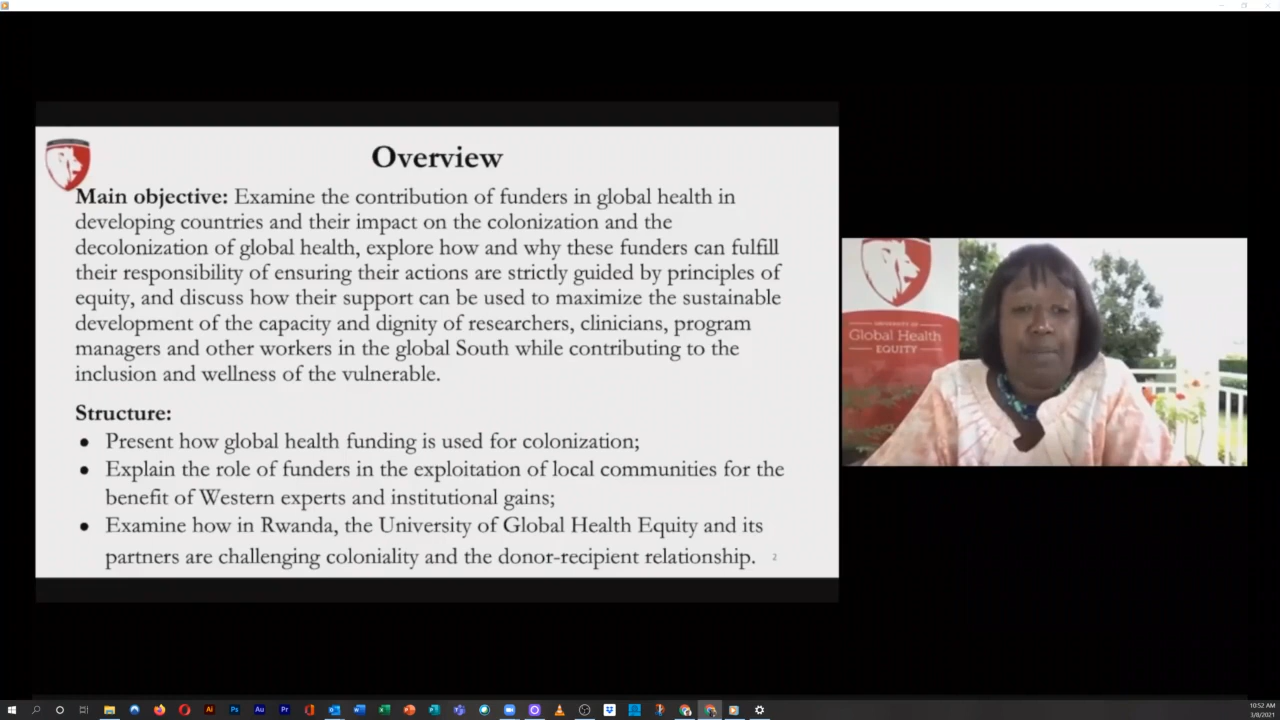 Overview
Main objective: Examine the contribution of funders in global health in
developing countries and their impact on the colonization and the
decolonization of global health, explore how and why these funders can fulfill
their responsibility of ensuring their actions are strictly guided by principles of
equity, and discuss how their support can be used to maximize the sustainable
development of the capacity and dignity of researchers, clinicians, program
managers and other workers in the global South while contributing to the
inclusion and wellness of the vulnerable.
Structure:
● Present how global health funding is used for colonization;
● Explain the role of funders in the exploitation of local communities for the
benefit of Western experts and institutional gains;
● Examine how in Rwanda, the University of Global Health Equity and its
partners are challenging coloniality and the donor-recipient relationship.
2
UNIVERSITY OF
Global Health
EQUITY
Ai Ps Au Pr
10:52 AM
3/8/2021